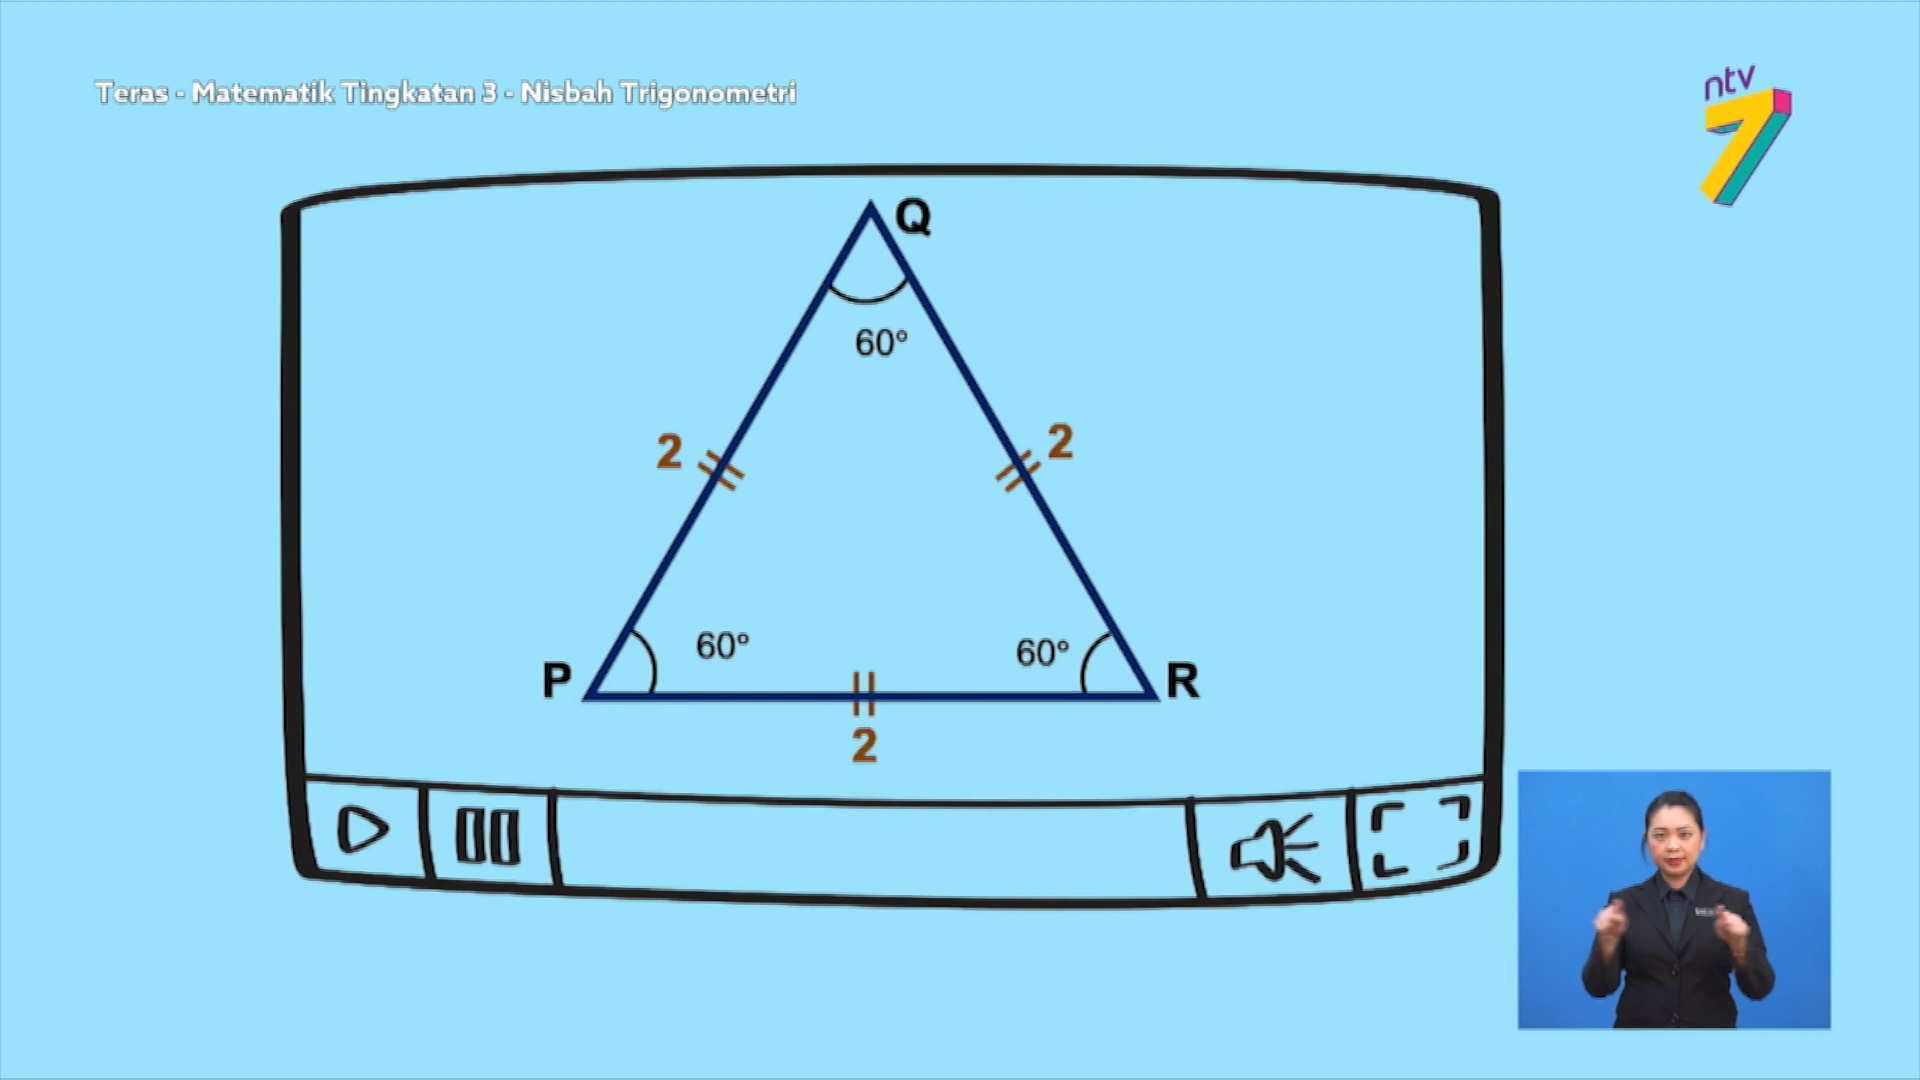 Teras - Matematik Tingkatan 3 - Nisbah Trigonometri
ntv
7
Q
60°
2
2
60°
60°
P
R
2